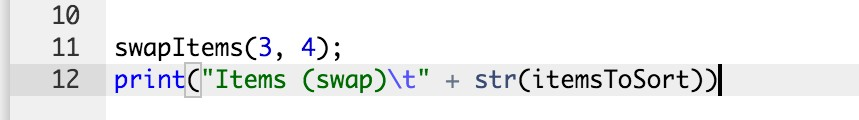 10
11 swapItems(3, 4);
12 print("Items (swap)\t" + str(itemsToSort))